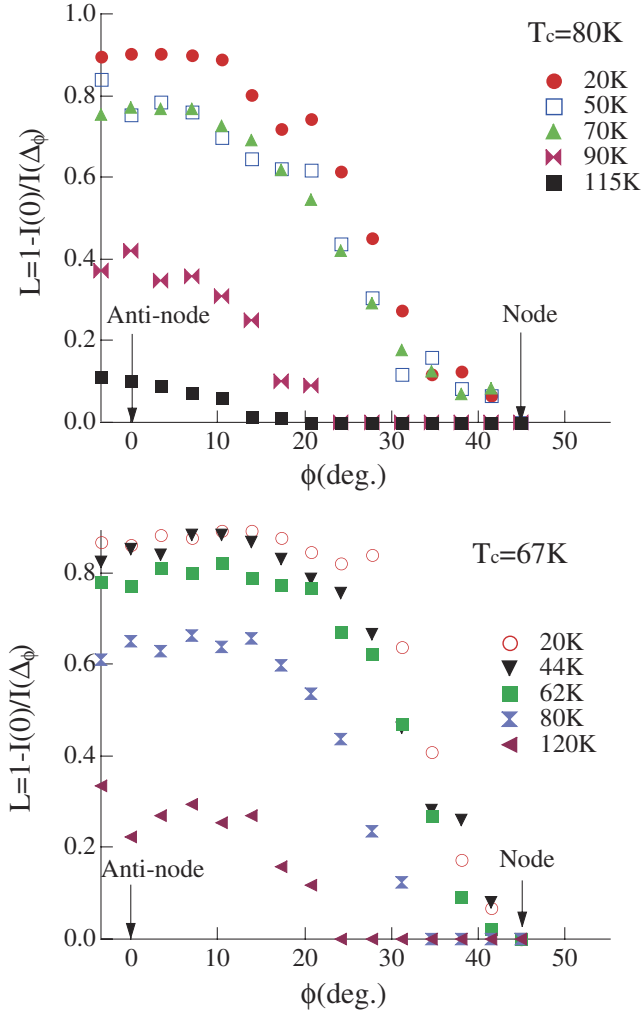 1.0
0.8
0.6
0.4
0.2
0.0
L=1-I(0)/I(Δϕ)
Tc=80K
20K
50K
70K
90K
115K
Anti-node
Node
0
10
20
30
40
50
ϕ(deg.)
0.8
0.6
0.4
0.2
0.0
L=1-I(0)/I(Δϕ)
Tc=67K
20K
44K
62K
80K
120K
Anti-node
Node
0
10
20
30
40
50
ϕ(deg.)